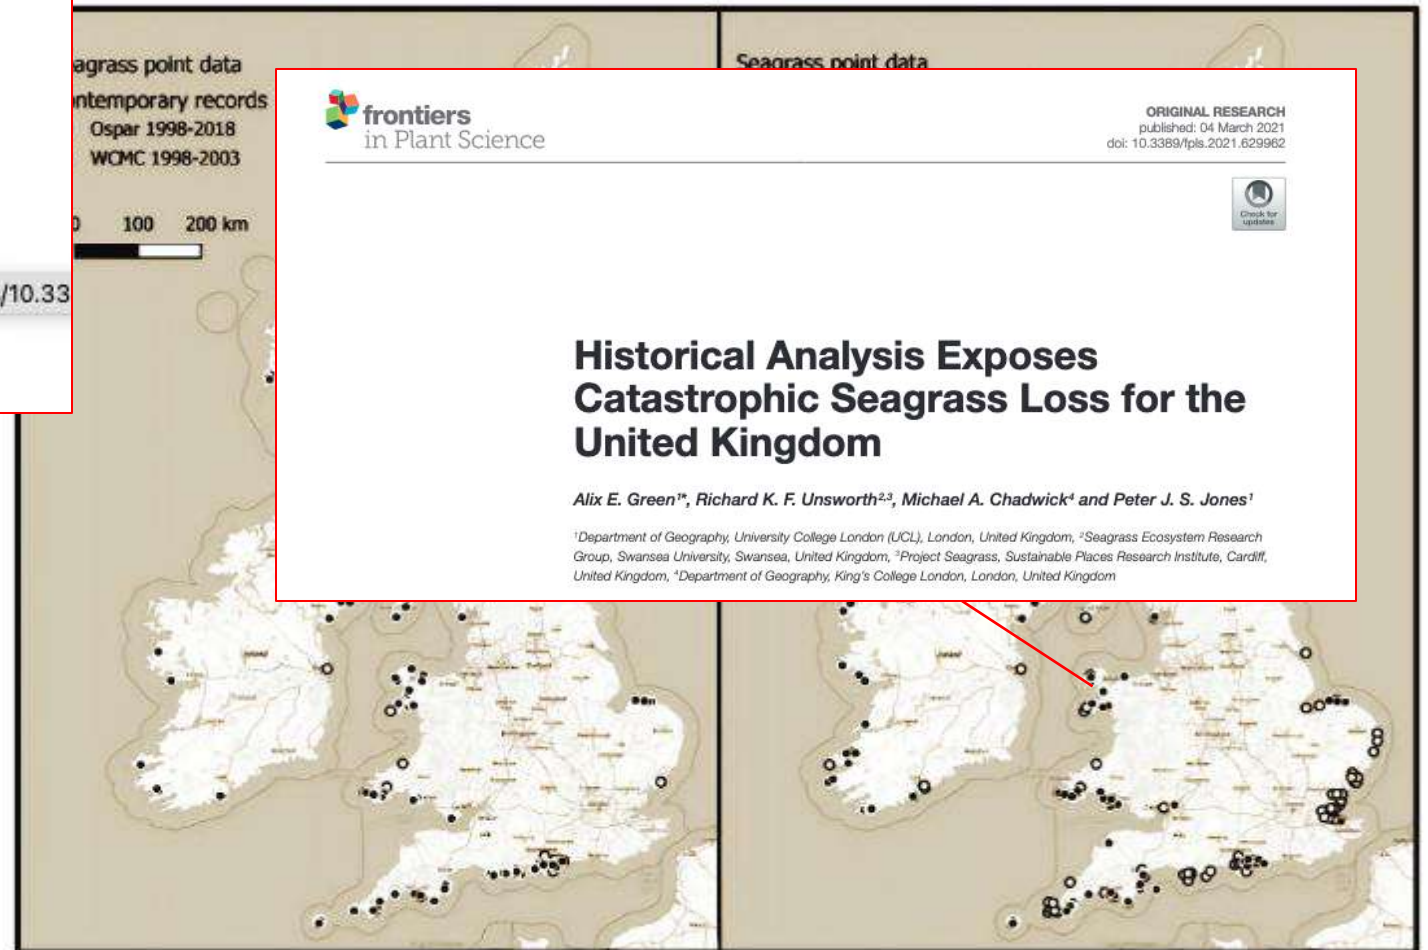 agrass point data
ntemporary records
Ospar 1998-2018
WCMC 1998-2003
100 200 km
/10.33
Seagrass point data
frontiers
in Plant Science
ORIGINAL RESEARCH
published: 04 March 2021
doi: 10.3389/fpls.2021.629962
Check for
updates
Historical Analysis Exposes
Catastrophic Seagrass Loss for the
United Kingdom
Alix E. Green¹*, Richard K. F. Unsworth²,³, Michael A. Chadwick⁴ and Peter J. S. Jones¹
¹Department of Geography, University College London (UCL), London, United Kingdom, ²Seagrass Ecosystem Research
Group, Swansea University, Swansea, United Kingdom, ³Project Seagrass, Sustainable Places Research Institute, Cardiff,
United Kingdom, ⁴Department of Geography, King's College London, London, United Kingdom